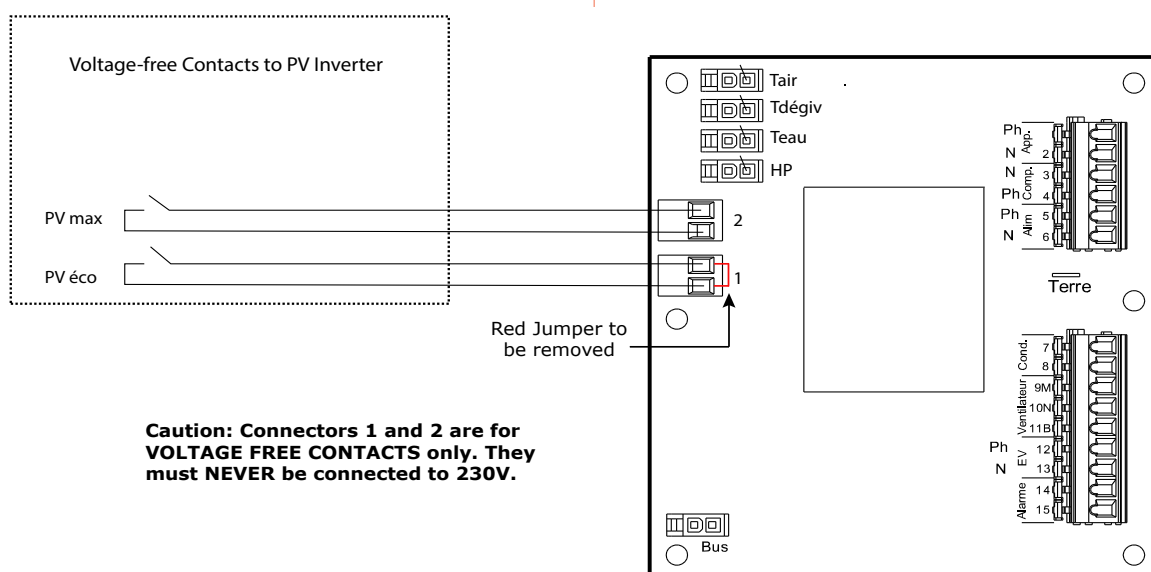 Voltage-free Contacts to PV Inverter
PV max
PV éco
Tair
Tdégiv
Teau
HP
2
1
Red Jumper to
be removed
Caution: Connectors 1 and 2 are for
VOLTAGE FREE CONTACTS only. They
must NEVER be connected to 230V.
Bus
Ph
N 2
App.
N 3
Ph 4
Comp.
Ph 5
N 6
Alim
Terre
7
8
Cond.
9M
10N
11B
Ventilateur
Ph 12
N 13
EV
14
15
Alarme